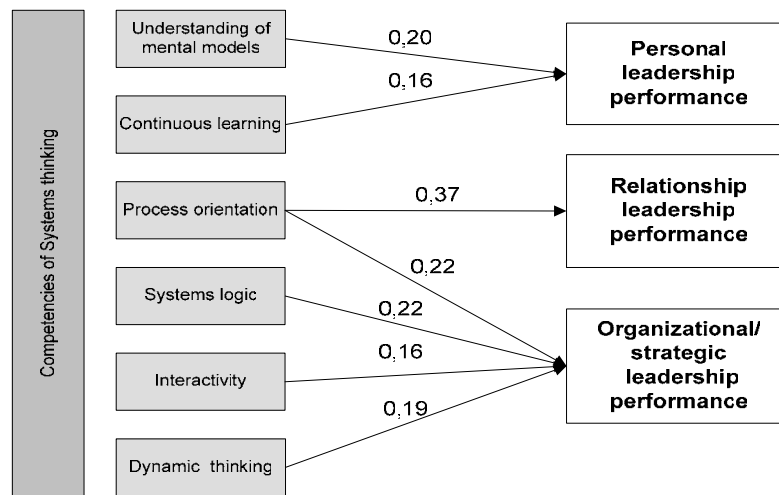 Competencies of Systems thinking
Understanding of
mental models
0,20
Personal
leadership
performance
Continuous learning
0,16
Process orientation
0,37
Relationship
leadership
performance
0,22
Systems logic
0,22
Organizational/
strategic
leadership
performance
Interactivity
0,16
Dynamic thinking
0,19